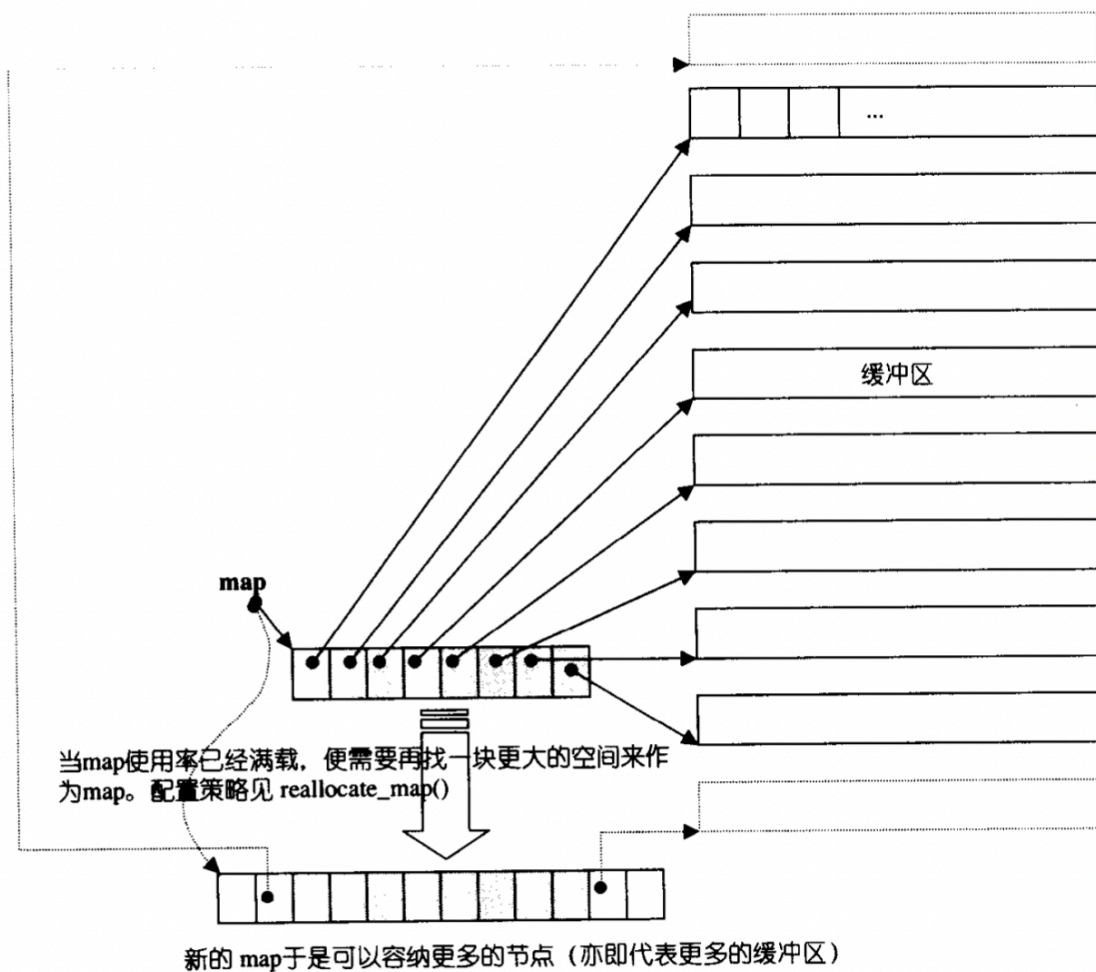 ...
缓冲区
map
当map使用率已经满载，便需要再找一块更大的空间来作
为map。配置策略见 reallocate_map()
新的 map于是可以容纳更多的节点（亦即代表更多的缓冲区）